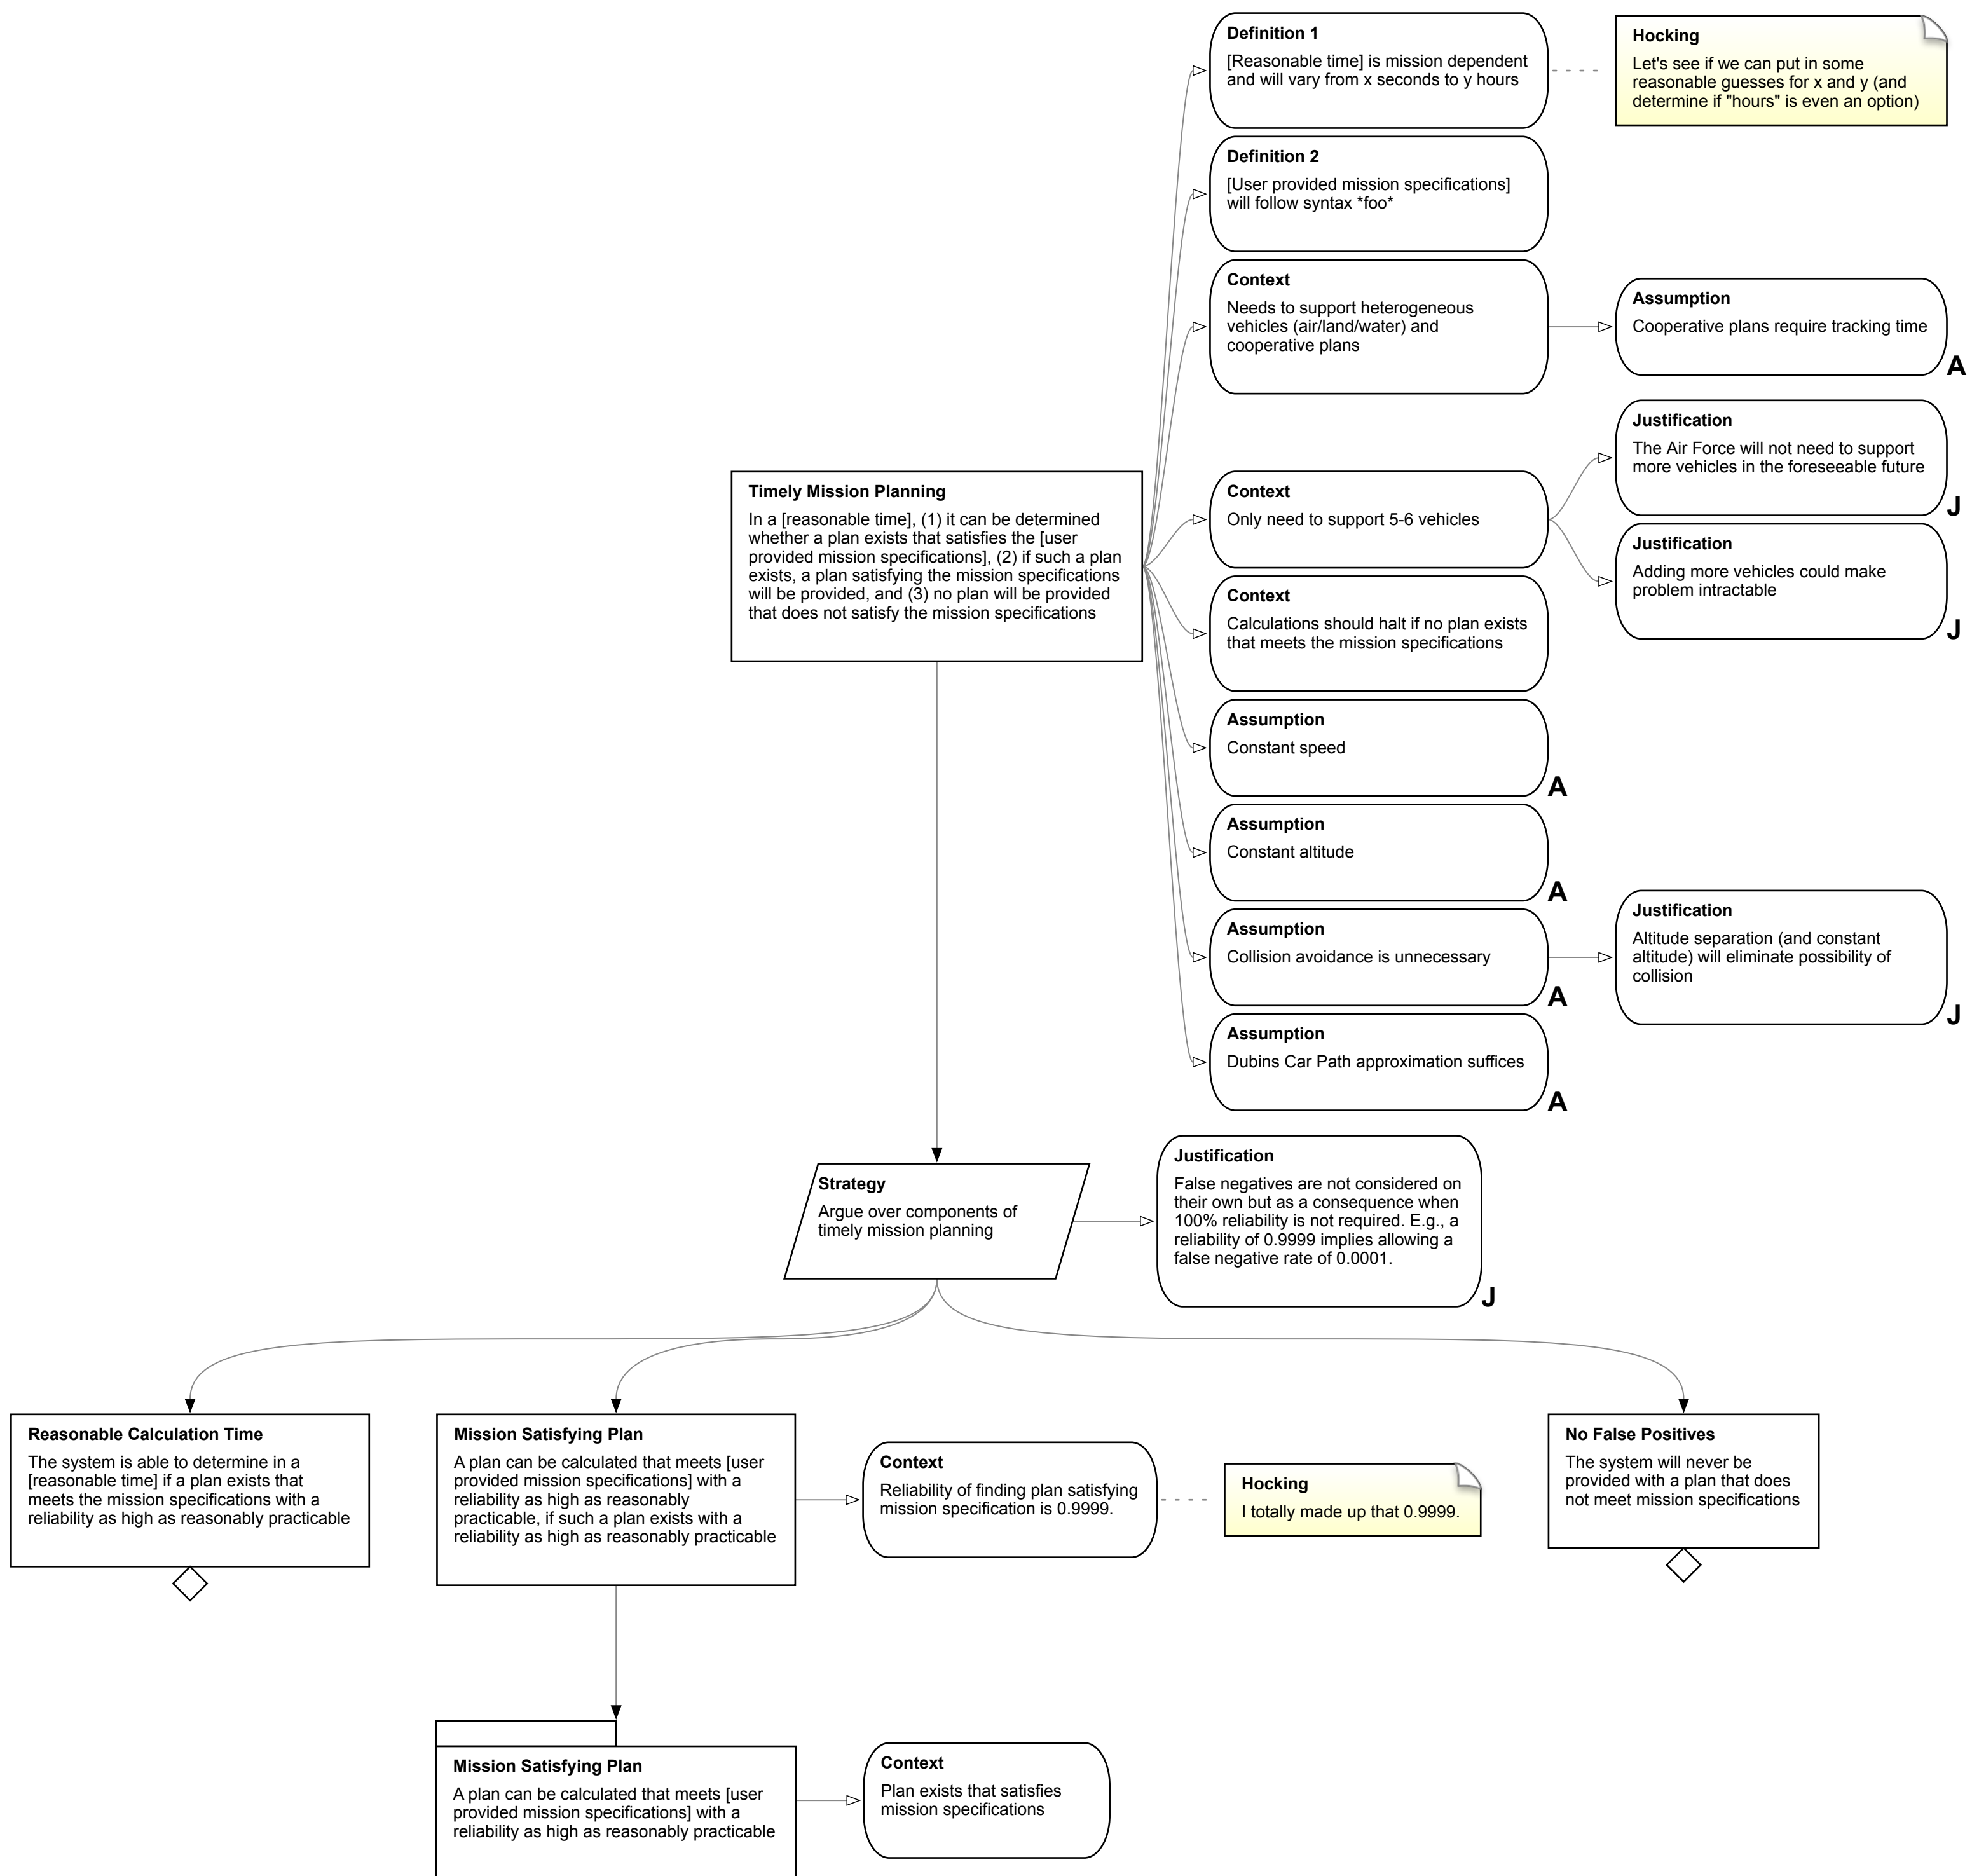 Definition 1
[Reasonable time] is mission dependent
and will vary from x seconds to y hours
Hocking
Let's see if we can put in some
reasonable guesses for x and y (and
determine if "hours" is even an option)
Definition 2
[User provided mission specifications]
will follow syntax *foo*
Context
Needs to support heterogeneous
vehicles (air/land/water) and
cooperative plans
Assumption
Cooperative plans require tracking time
A
Timely Mission Planning
In a [reasonable time], (1) it can be determined
whether a plan exists that satisfies the [user
provided mission specifications], (2) if such a plan
exists, a plan satisfying the mission specifications
will be provided, and (3) no plan will be provided
that does not satisfy the mission specifications
Context
Only need to support 5-6 vehicles
Justification
The Air Force will not need to support
more vehicles in the foreseeable future
J
Justification
Adding more vehicles could make
problem intractable
J
Context
Calculations should halt if no plan exists
that meets the mission specifications
Assumption
Constant speed
A
Assumption
Constant altitude
A
Assumption
Collision avoidance is unnecessary
A
Justification
Altitude separation (and constant
altitude) will eliminate possibility of
collision
J
Assumption
Dubins Car Path approximation suffices
A
Strategy
Argue over components of
timely mission planning
Justification
False negatives are not considered on
their own but as a consequence when
100% reliability is not required. E.g., a
reliability of 0.9999 implies allowing a
false negative rate of 0.0001.
J
Reasonable Calculation Time
The system is able to determine in a
[reasonable time] if a plan exists that
meets the mission specifications with a
reliability as high as reasonably practicable
Mission Satisfying Plan
A plan can be calculated that meets [user
provided mission specifications] with a
reliability as high as reasonably
practicable, if such a plan exists with a
reliability as high as reasonably practicable
Context
Reliability of finding plan satisfying
mission specification is 0.9999.
Hocking
I totally made up that 0.9999.
No False Positives
The system will never be
provided with a plan that does
not meet mission specifications
Mission Satisfying Plan
A plan can be calculated that meets [user
provided mission specifications] with a
reliability as high as reasonably practicable
Context
Plan exists that satisfies
mission specifications